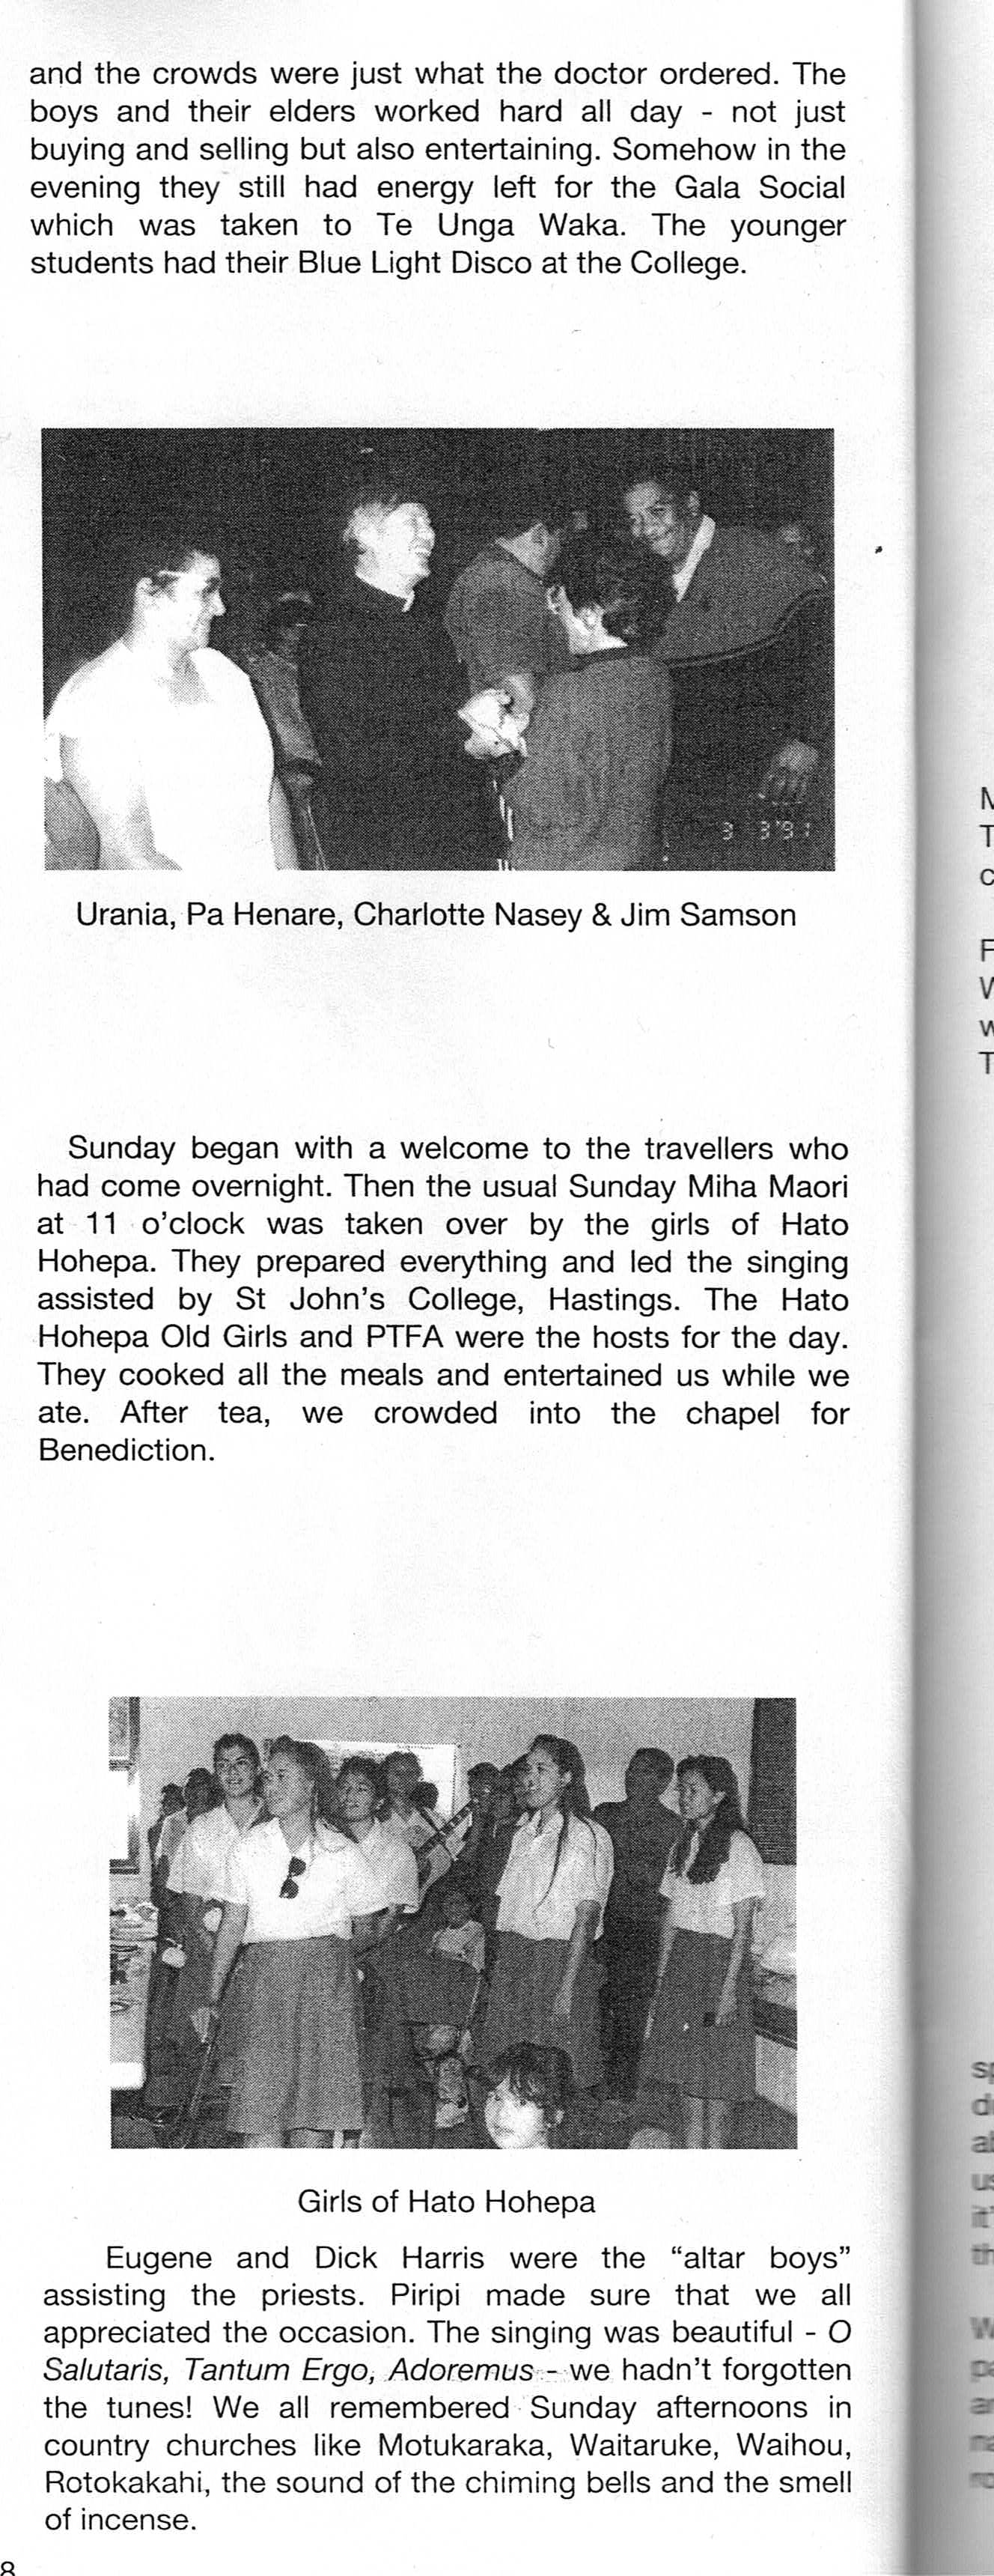 and the crowds were just what the doctor ordered. The
boys and their elders worked hard all day - not just
buying and selling but also entertaining. Somehow in the
evening they still had energy left for the Gala Social
which was taken to Te Unga Waka. The younger
students had their Blue Light Disco at the College.
3 3'91
Urania, Pa Henare, Charlotte Nasey & Jim Samson
Sunday began with a welcome to the travellers who
had come overnight. Then the usual Sunday Miha Maori
at 11 o'clock was taken over by the girls of Hato
Hohepa. They prepared everything and led the singing
assisted by St John's College, Hastings. The Hato
Hohepa Old Girls and PTFA were the hosts for the day.
They cooked all the meals and entertained us while we
ate. After tea, we crowded into the chapel for
Benediction.
Girls of Hato Hohepa
Eugene and Dick Harris were the “altar boys”
assisting the priests. Piripi made sure that we all
appreciated the occasion. The singing was beautiful - O
Salutaris, Tantum Ergo, Adoremus - we hadn't forgotten
the tunes! We all remembered Sunday afternoons in
country churches like Motukaraka, Waitaruke, Waihou,
Rotokakahi, the sound of the chiming bells and the smell
of incense.
8